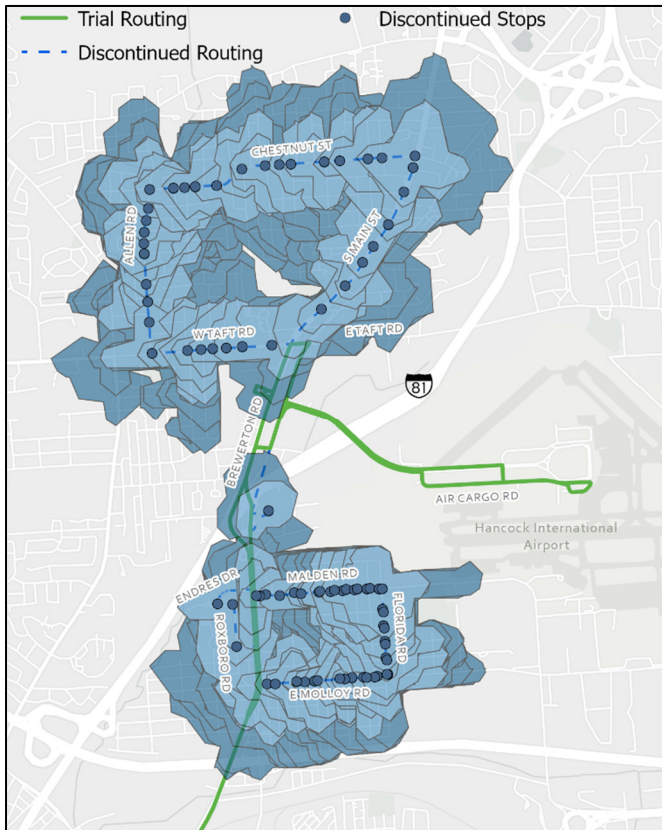 Trial Routing
Discontinued Stops
Discontinued Routing
CHESTNUT ST
ALLEN RD
S MAIN ST
W TAFT RD
E TAFT RD
81
BREWERTON RD
AIR CARGO RD
Hancock International
Airport
ENDRES DR
MALDEN RD
ROXBORO RD
FLORIDA RD
E MOLLOY RD